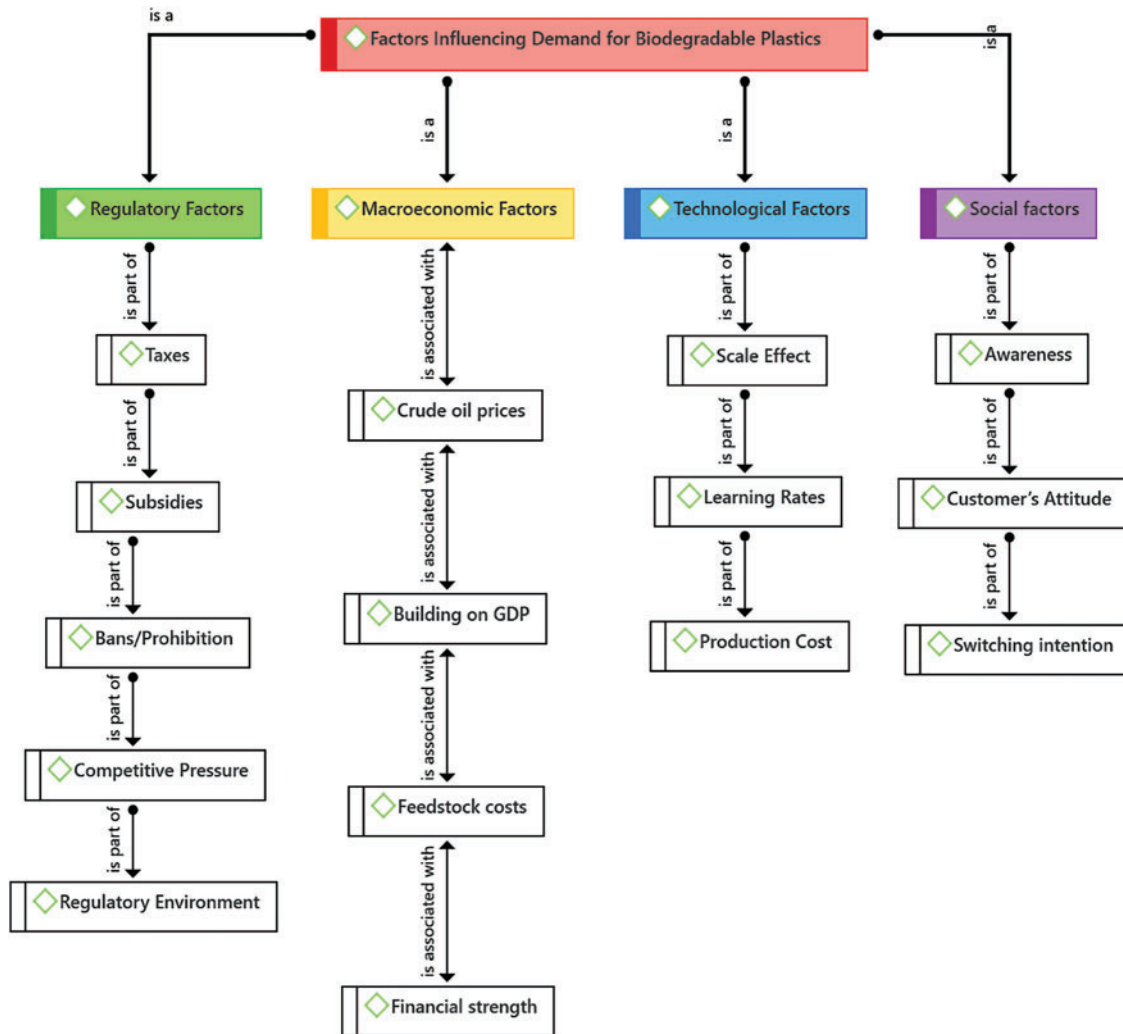 is a
Factors Influencing Demand for Biodegradable Plastics
is a
is a
is a
Regulatory Factors
Macroeconomic Factors
Technological Factors
Social factors
is part of
is associated with
is part of
is part of
Taxes
Scale Effect
Awareness
Crude oil prices
is part of
is part of
is part of
Subsidies
Learning Rates
Customer's Attitude
is associated with
is part of
is part of
is part of
Building on GDP
Bans/Prohibition
Production Cost
Switching intention
is part of
is associated with
Competitive Pressure
Feedstock costs
is part of
Regulatory Environment
is associated with
Financial strength